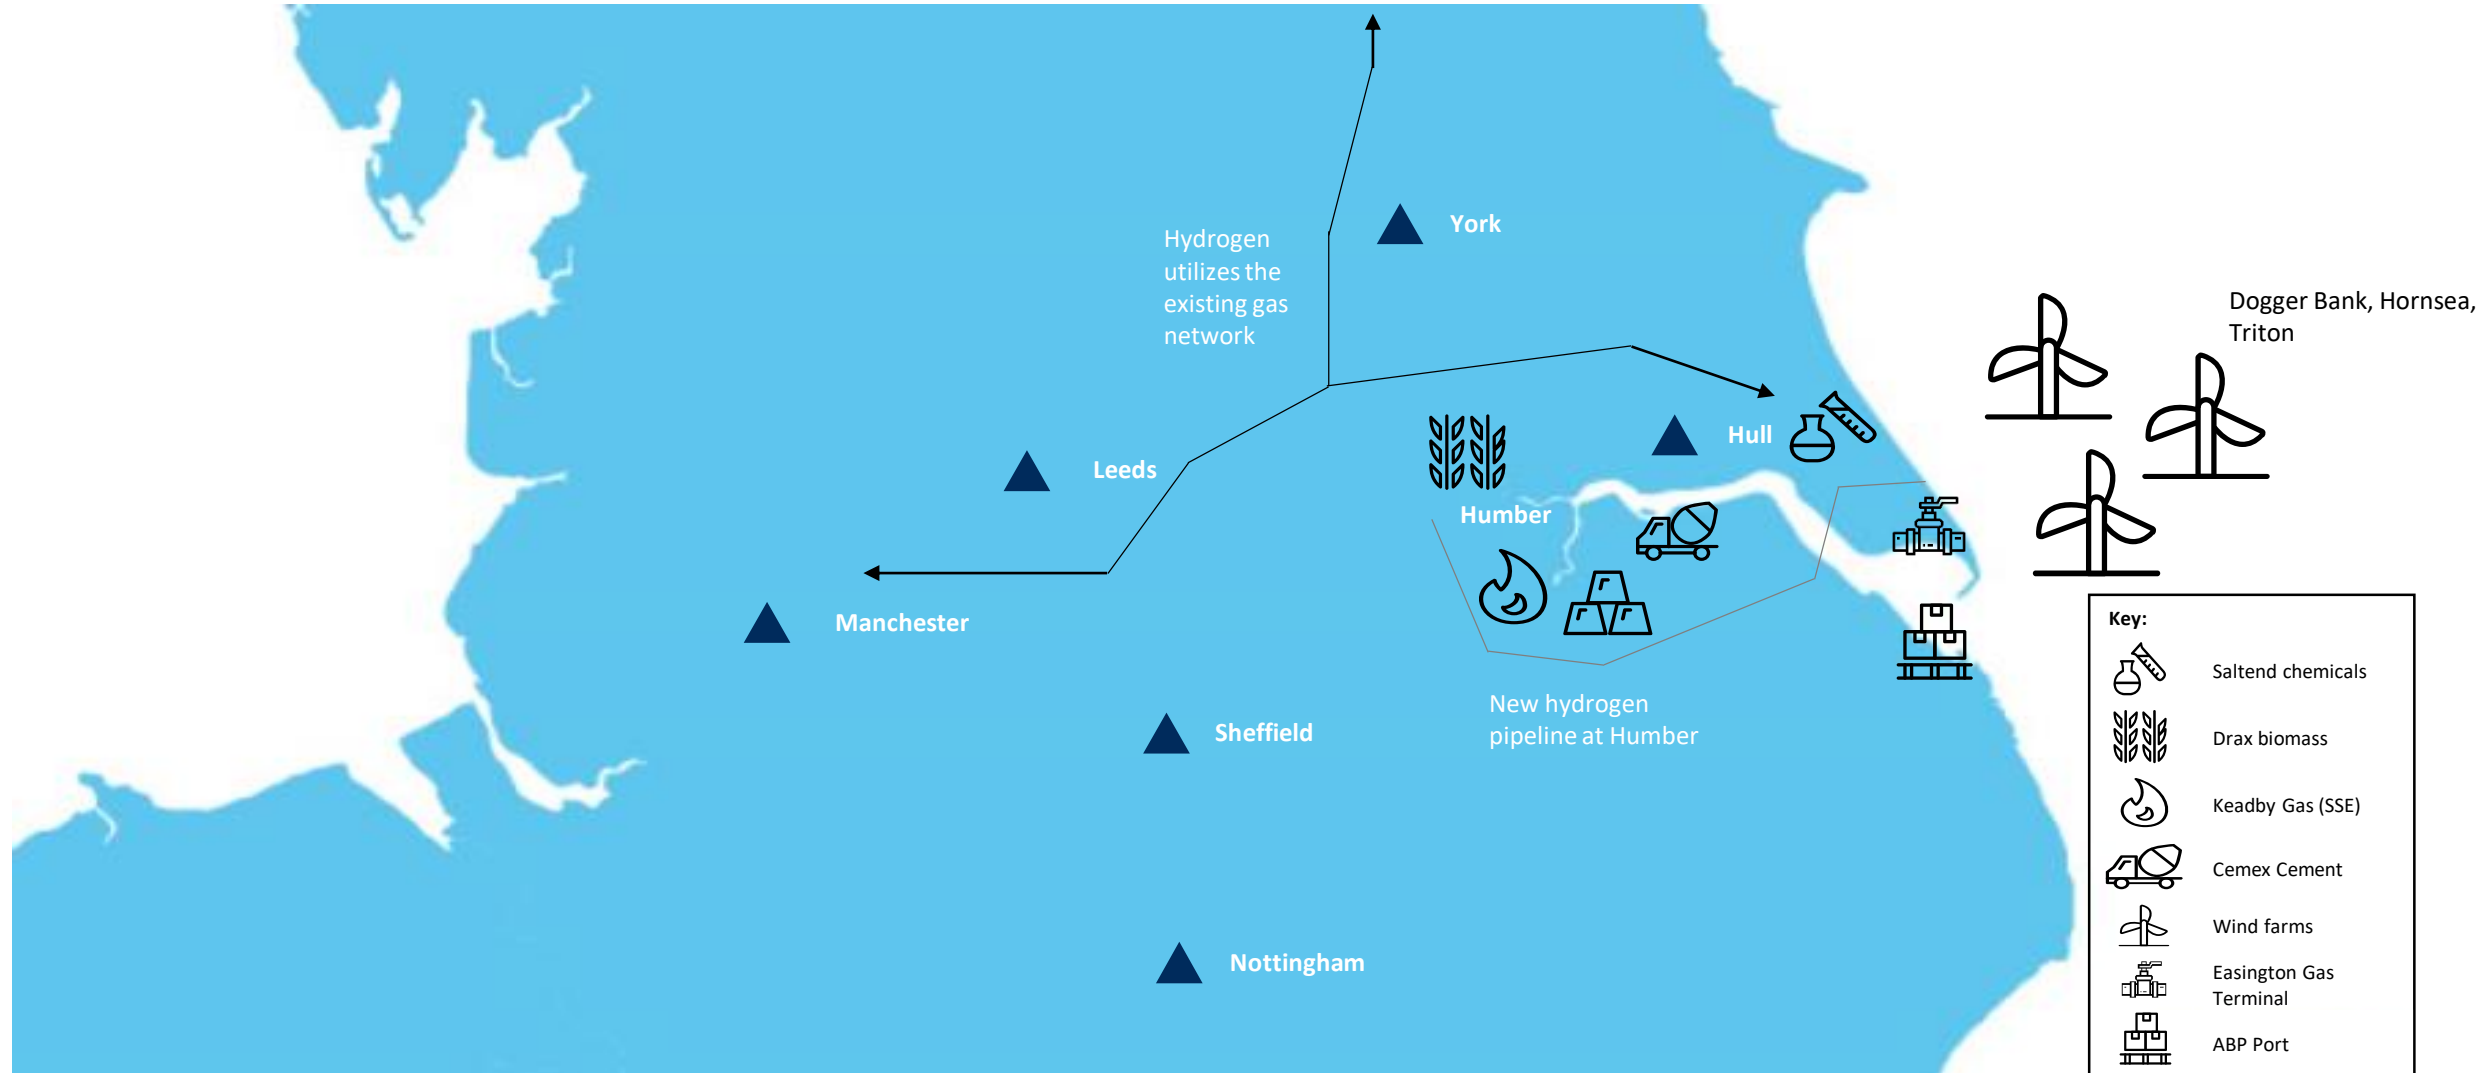 York
Hydrogen
utilizes the
existing gas
network
Dogger Bank, Hornsea,
Triton
Hull
Leeds
Humber
Manchester
New hydrogen
pipeline at Humber
Sheffield
Nottingham
Key:
Saltend chemicals
Drax biomass
Keadby Gas (SSE)
Cemex Cement
Wind farms
Easington Gas
Terminal
ABP Port